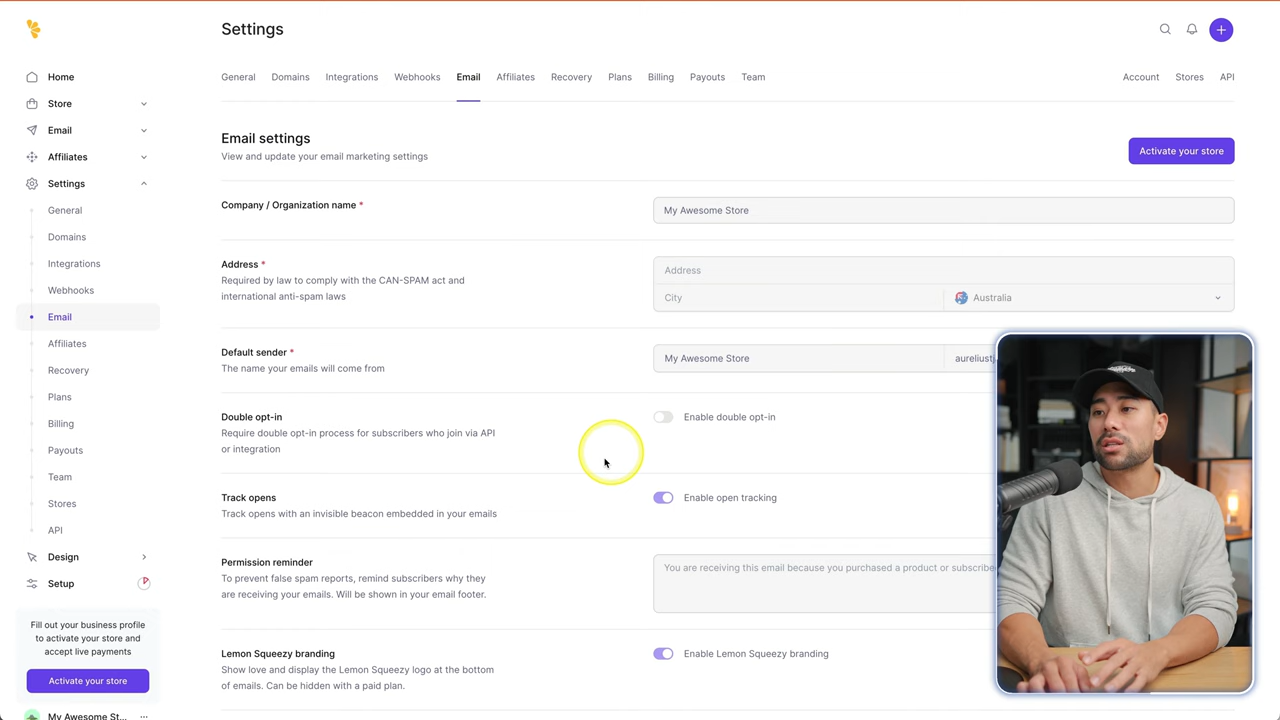 Settings
Home
Store
Email
Affiliates
Settings
General
Domains
Integrations
Webhooks
Email
Affiliates
Recovery
Plans
Billing
Payouts
Team
Stores
API
Design
Setup
Fill out your business profile
to activate your store and
accept live payments
Activate your store
My Awesome St...
General Domains Integrations Webhooks Email Affiliates Recovery Plans Billing Payouts Team Account Stores API
Email settings
View and update your email marketing settings
Activate your store
Company / Organization name *
My Awesome Store
Address *
Required by law to comply with the CAN-SPAM act and
international anti-spam laws
Address
City
Australia
Default sender *
The name your emails will come from
My Awesome Store
Double opt-in
Require double opt-in process for subscribers who join via API
or integration
Enable double opt-in
Track opens
Track opens with an invisible beacon embedded in your emails
Enable open tracking
Permission reminder
To prevent false spam reports, remind subscribers why they
are receiving your emails. Will be shown in your email footer.
You are receiving this email because you purchased a product or subscribe
Lemon Squeezy branding
Show love and display the Lemon Squeezy logo at the bottom
of emails. Can be hidden with a paid plan.
Enable Lemon Squeezy branding